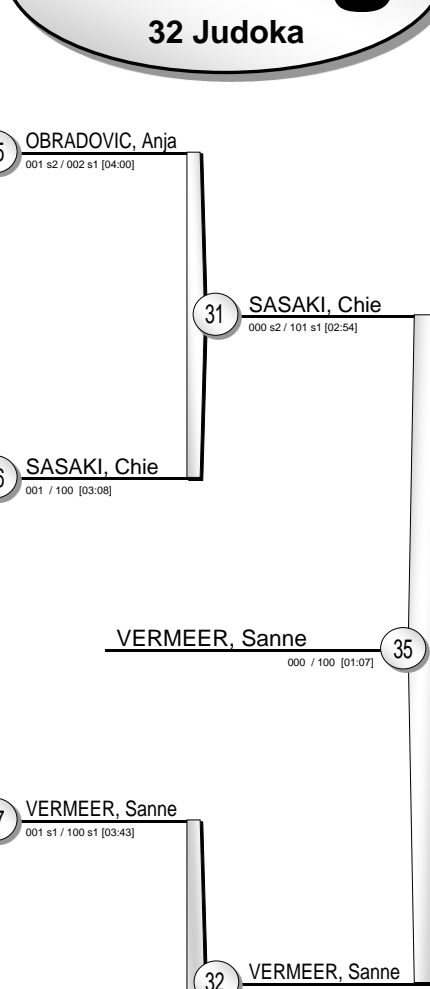 32 Judoka
OBRADOVIC, Anja
001 s2 / 002 s1 [04:00]
31
SASAKI, Chie
000 s2 / 101 s1 [02:54]
SASAKI, Chie
001 / 100 [03:08]
VERMEER, Sanne
35
000 / 100 [01:07]
VERMEER, Sanne
001 s1 / 100 s1 [03:43]
32
VERMEER, Sanne